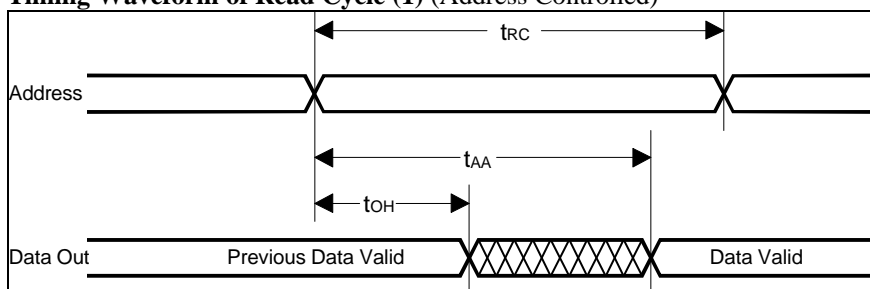 Timing Waveform of Read Cycle (1) (Address Controlled)
tRC
Address
tAA
tOH
Data Out
Previous Data Valid
Data Valid